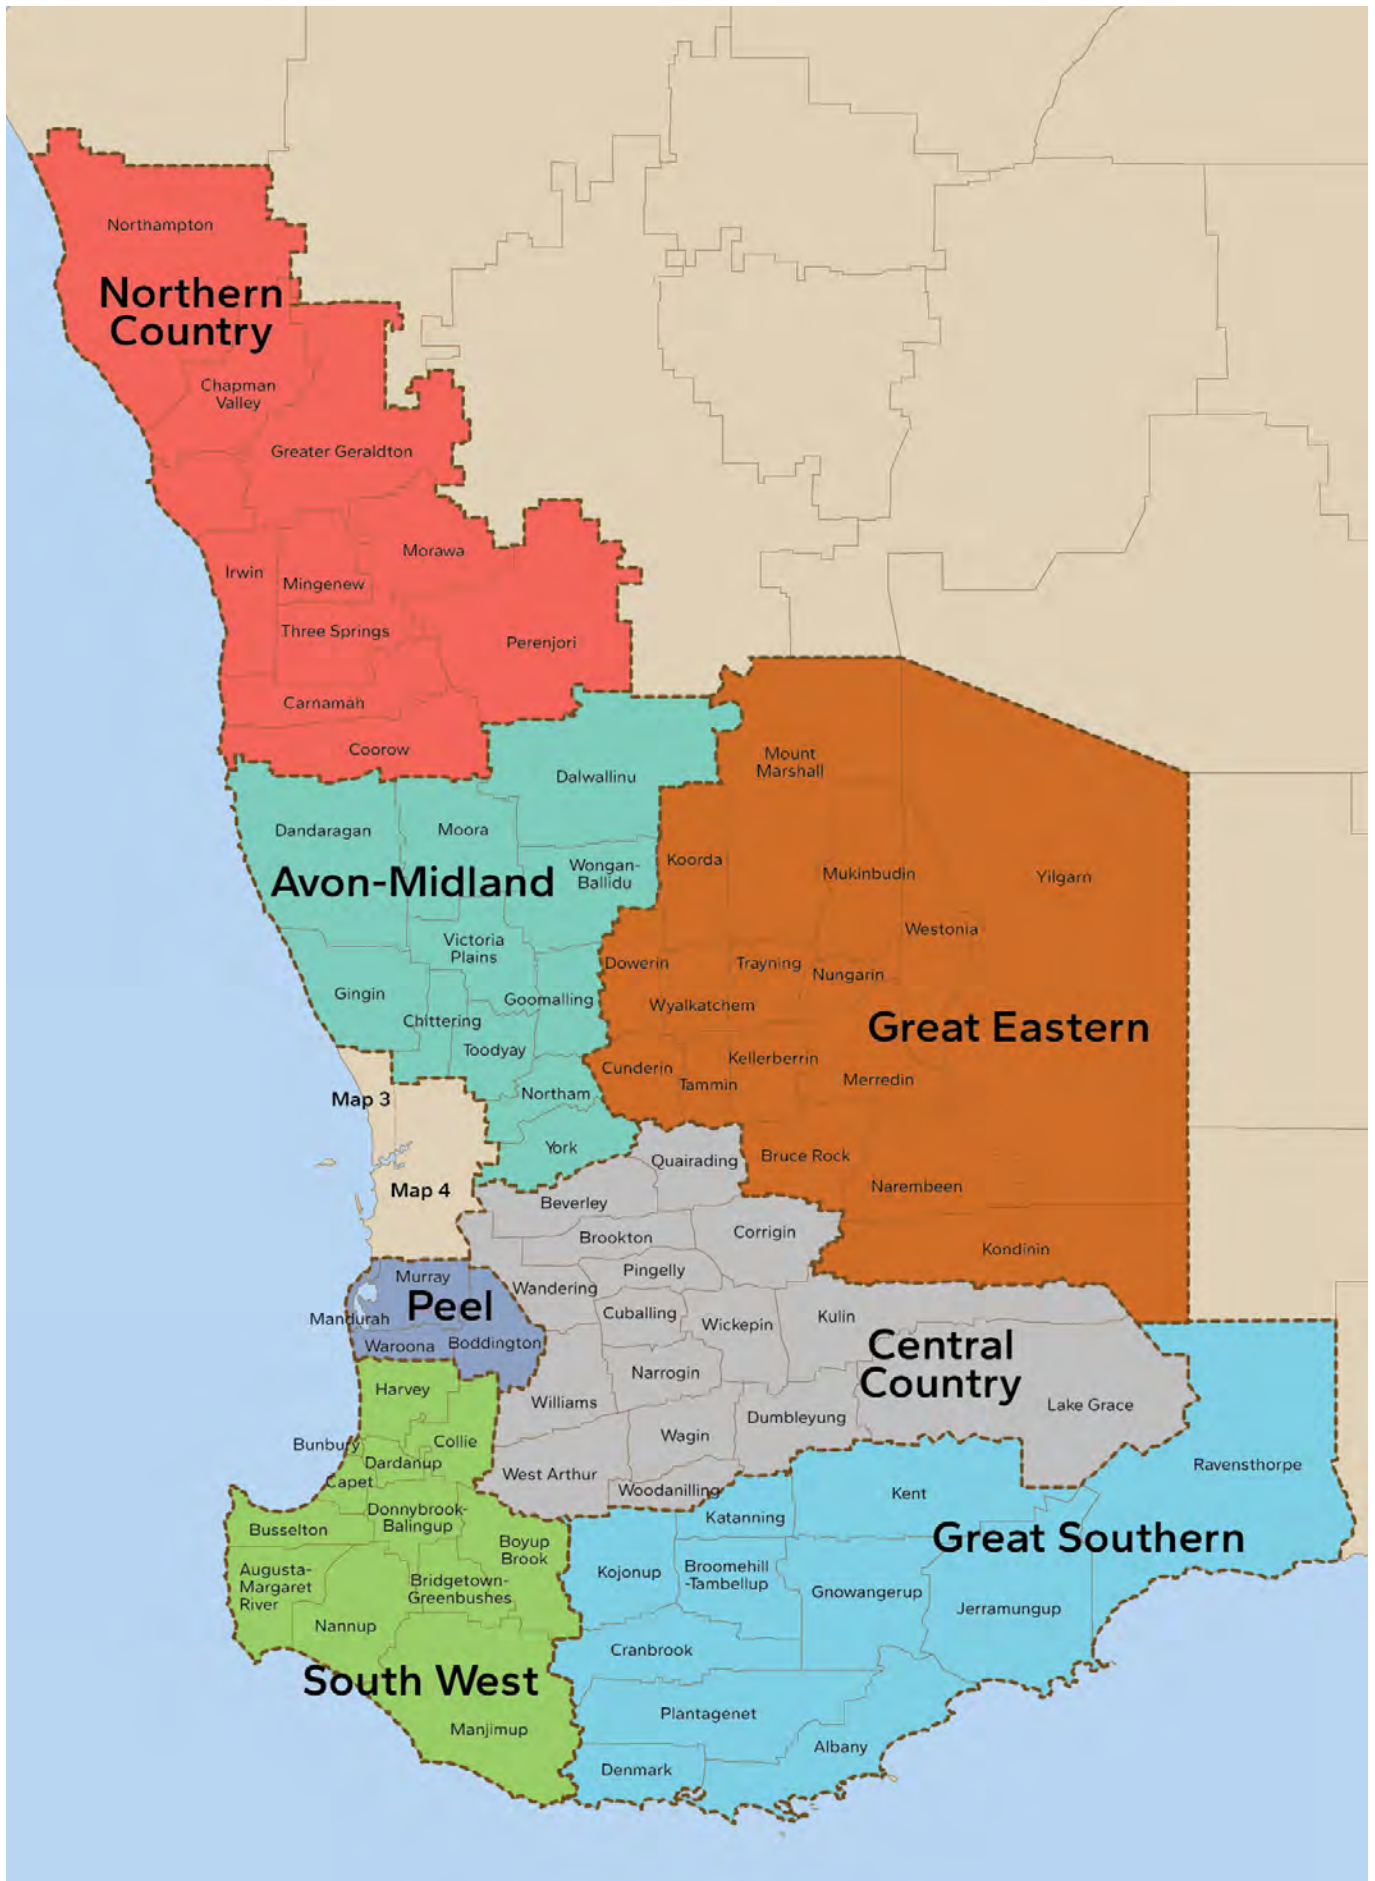 Northampton
Northern
Country
Chapman
Valley
Greater Geraldton
Morawa
Irwin
Mingenew
Three Springs
Perenjori
Carnamah
Coorow
Mount
Marshall
Dalwallinu
Dandaragan
Moora
Koorda
Wongan-
Ballidu
Mukinbudin
Yilgarn
Avon-Midland
Westonia
Victoria
Plains
Dowerin
Trayning
Nungarin
Gingin
Goomalling
Wyalkatchem
Chittering
Great Eastern
Toodyay
Kellerberrin
Cunderin
Tammin
Merredin
Northam
Map 3
York
Bruce Rock
Quairading
Map 4
Narembeen
Beverley
Corrigin
Brookton
Kondinin
Pingelly
Murray
Wandering
Peel
Cuballing
Kulin
Mandurah
Wickepin
Waroona
Boddington
Central
Country
Narrogin
Harvey
Williams
Lake Grace
Dumbleyung
Wagin
Bunbury
Collie
Dardanup
Ravensthorpe
West Arthur
Capet
Woodanilling
Kent
Donnybrook-
Balingup
Katanning
Busselton
Great Southern
Boyup
Brook
Augusta-
Margaret
River
Kojonup
Broomehill
-Tambellup
Bridgetown-
Greenbushes
Gnowangerup
Jerramungup
Nannup
Cranbrook
South West
Plantagenet
Manjimup
Albany
Denmark